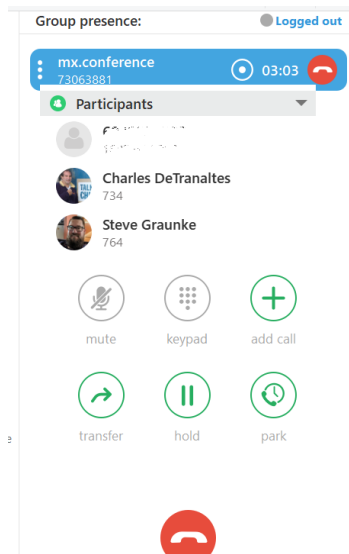 Group presence:
Logged out
mx.conference
73063881
03:03
Participants
Charles DeTranaltes
734
Steve Graunke
764
mute
keypad
add call
transfer
hold
park